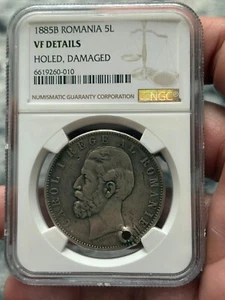 1885B ROMANIA 5L
VF DETAILS
HOLED, DAMAGED
6619260-010
NUMISMATIC GUARANTY CORPORATION
NGC
CAROL I REGE AL ROMANIEI